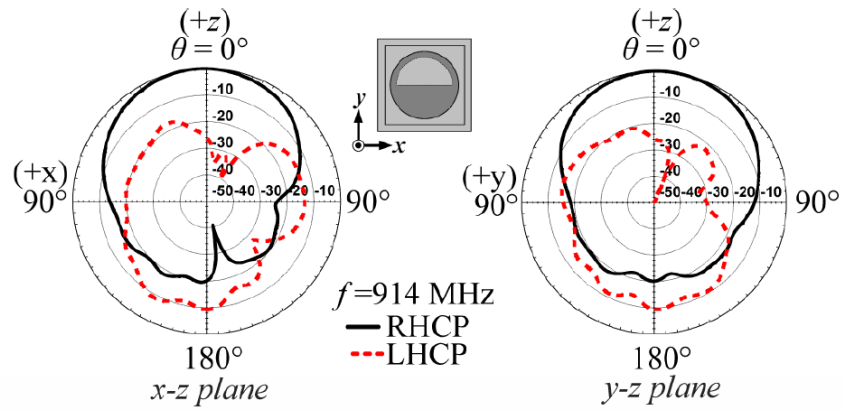 (+z)
θ = 0°
-10
-20
-30
-40
-50 -40 -30 -20 -10
(+x)
90°
90°
180°
x-z plane
y
x
f=914 MHz
RHCP
LHCP
(+z)
θ = 0°
-10
-20
-30
-40
-50 -40 -30 -20 -10
(+y)
90°
90°
180°
y-z plane